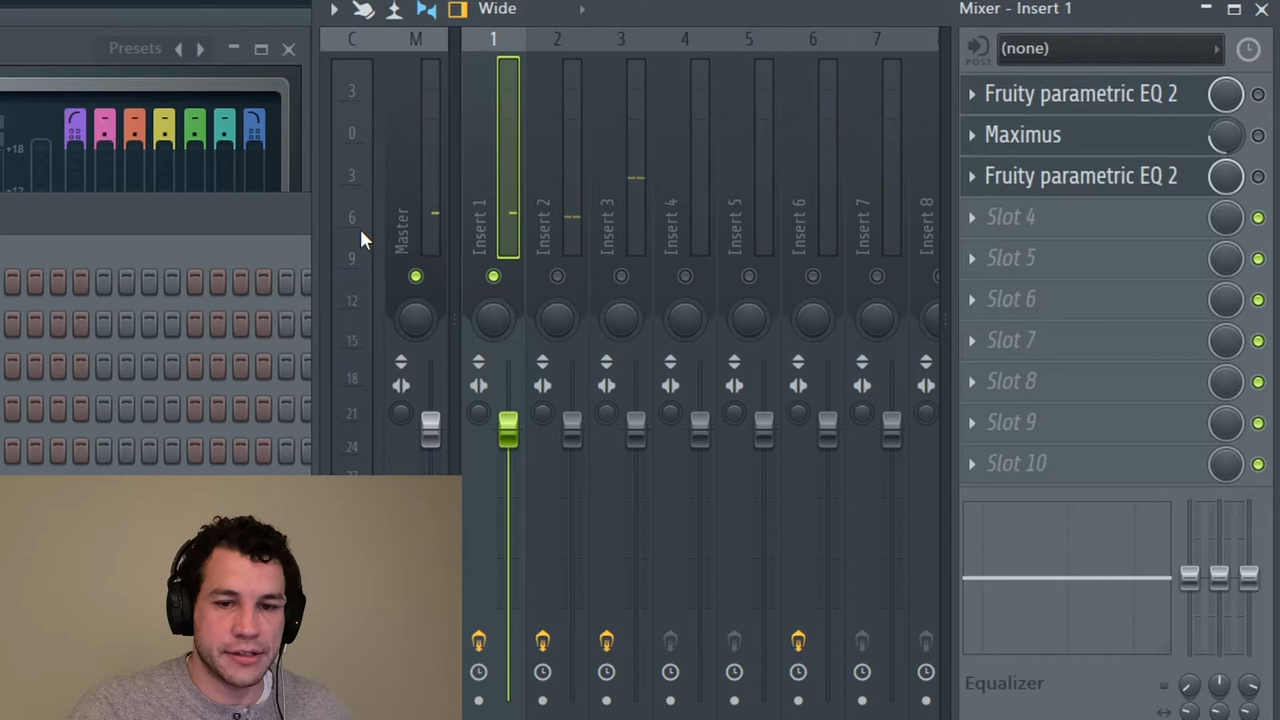 Wide
Mixer - Insert 1
Presets
C
M
1
2
3
4
5
6
7
8
POST
(none)
Fruity parametric EQ 2
Maximus
Fruity parametric EQ 2
Slot 4
Slot 5
Slot 6
Slot 7
Slot 8
Slot 9
Slot 10
+18
3
0
3
6
9
12
15
18
21
24
Master
Insert 1
Insert 2
Insert 3
Insert 4
Insert 5
Insert 6
Insert 7
Insert 8
Equalizer